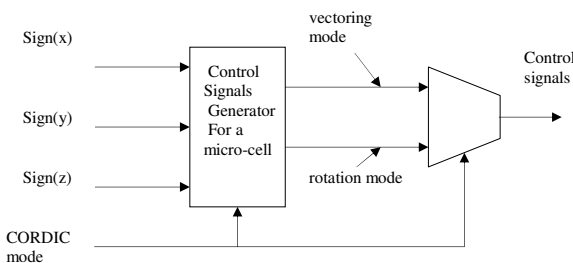 Sign(x)
Sign(y)
Sign(z)
CORDIC
mode
Control
Signals
Generator
For a
micro-cell
vectoring
mode
rotation mode
Control
signals